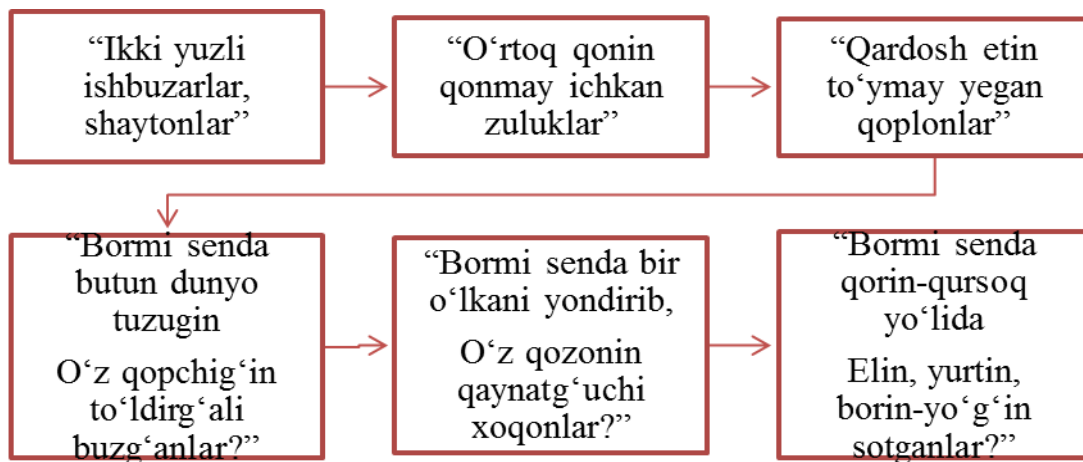 “Ikki yuzli
ishbuzarlar,
shaytonlar”
“O‘rtoq qonin
qonmay ichkan
zuluklar”
“Qardosh etin
to‘ymay yegan
qoplonlar”
“Bormi senda
butun dunyo
tuzugin
O‘z qopchig‘in
to‘ldirg‘ali
buzg‘anlar?”
“Bormi senda bir
o‘lkani yondirib,
O‘z qozonin
qaynatg‘uchi
xoqonlar?”
“Bormi senda
qorin-qursoq
yo‘lida
Elin, yurtin,
borin-yo‘g‘in
sotganlar?”